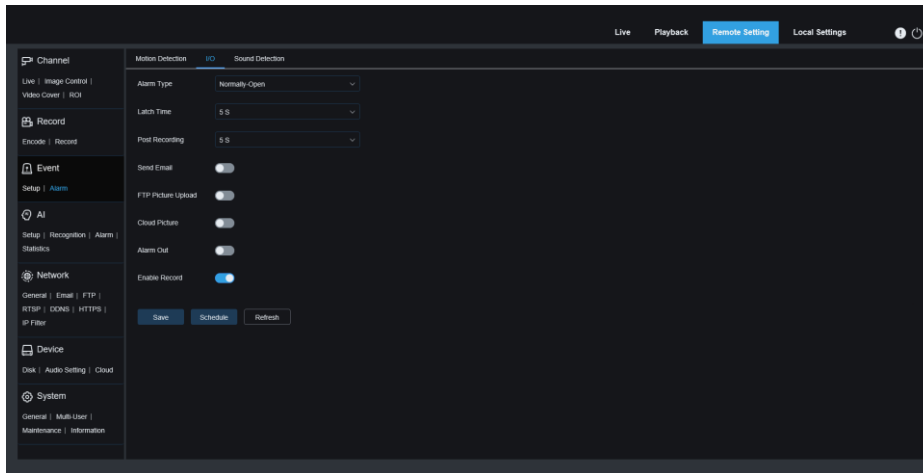 Live Playback Remote Setting Local Settings
Channel
Live | Image Control |
Video Cover | ROI
Record
Encode | Record
Event
Setup | Alarm
AI
Setup | Recognition | Alarm |
Statistics
Network
General | Email | FTP |
RTSP | DDNS | HTTPS |
IP Filter
Device
Disk | Audio Setting | Cloud
System
General | Multi-User |
Maintenance | Information
Motion Detection I/O Sound Detection
Alarm Type Normally-Open
Latch Time 5 S
Post Recording 5 S
Send Email
FTP Picture Upload
Cloud Picture
Alarm Out
Enable Record
Save Schedule Refresh